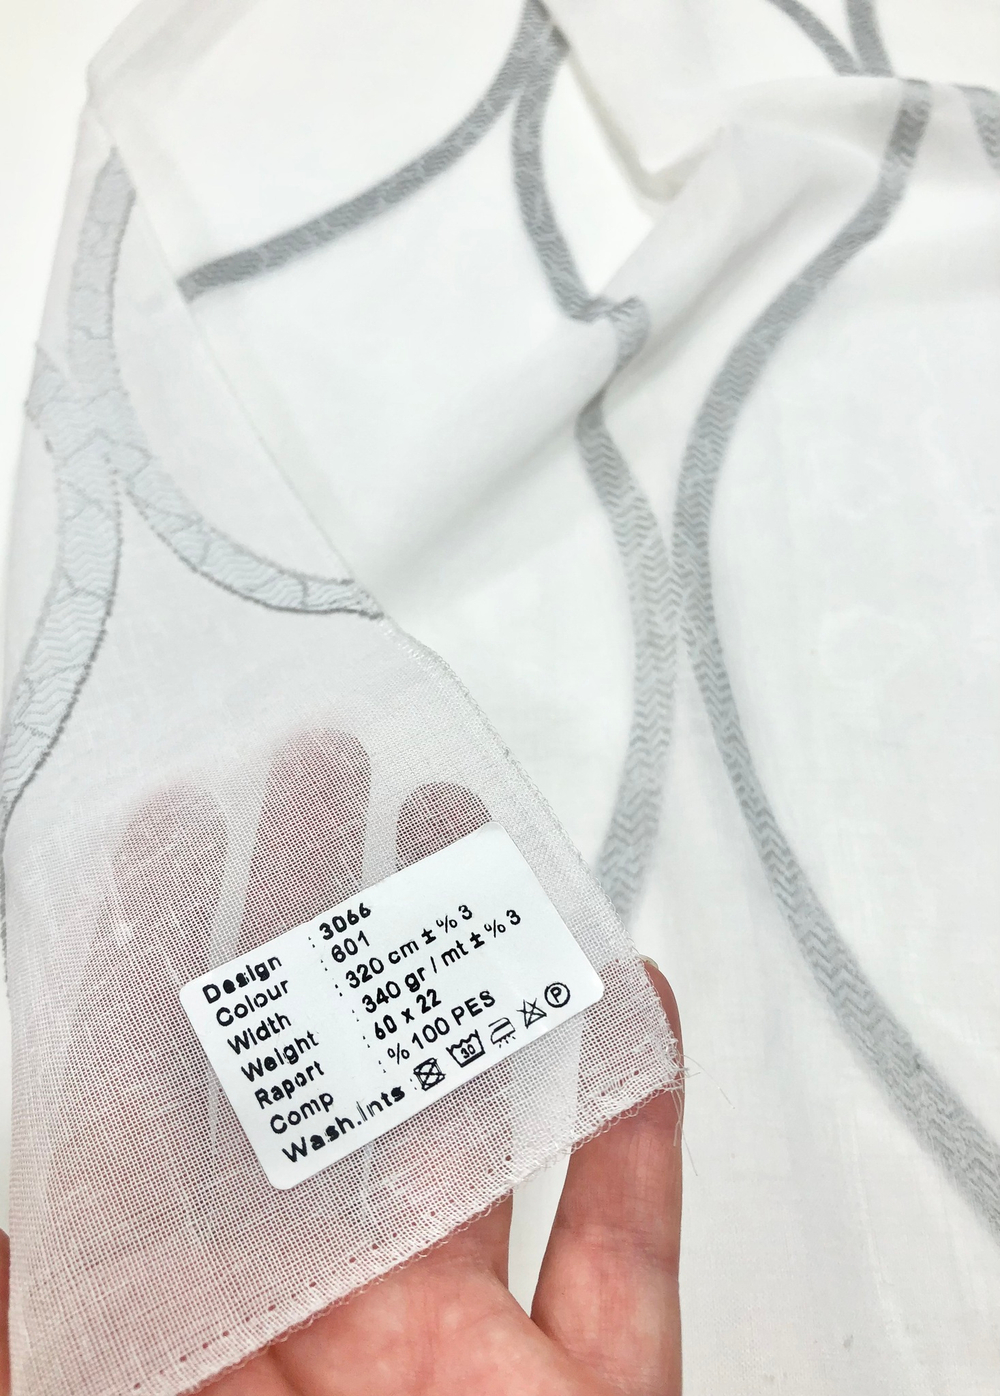 Design : 3066
Colour : 601
Width : 320 cm ± % 3
Weight : 340 gr / mt ± % 3
Raport : 60 x 22
Comp : % 100 PES
Wash.Ints : 30 P